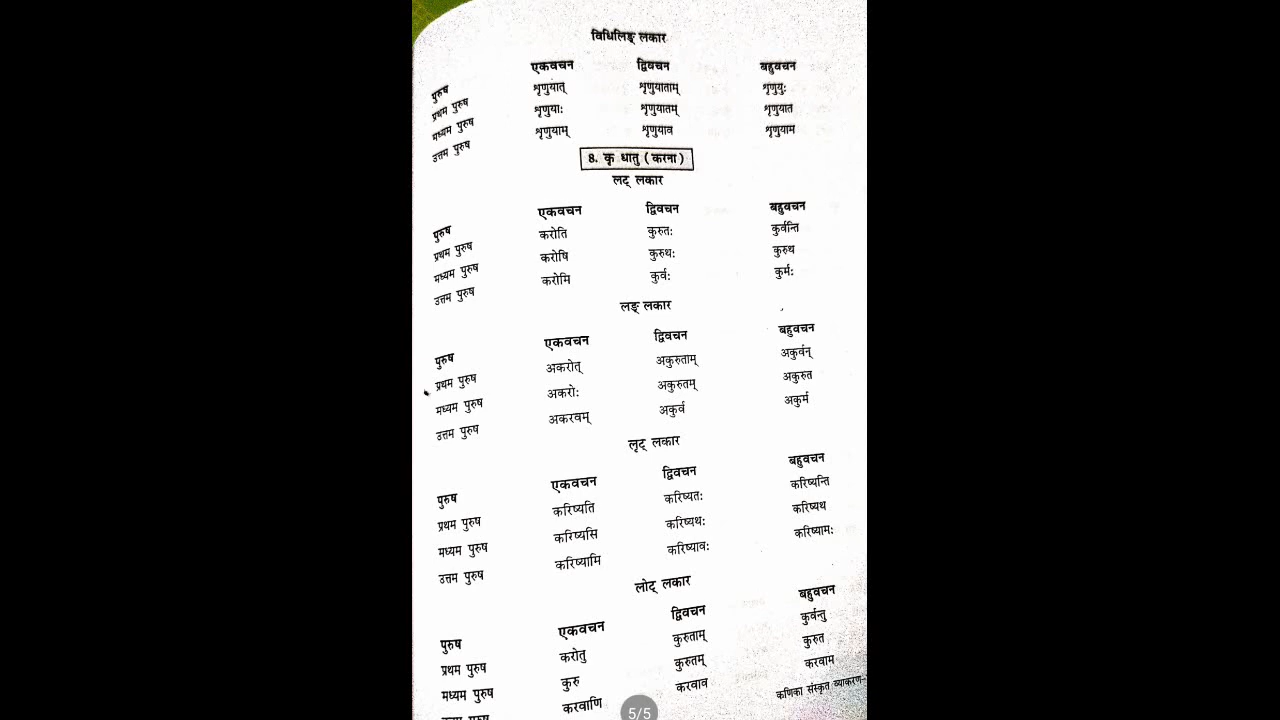 विधिलिङ् लकार
पुरुष एकवचन द्विवचन बहुवचन
प्रथम पुरुष शृणुयात् शृणुयाताम् शृणुयुः
मध्यम पुरुष शृणुयाः शृणुयातम् शृणुयात
उत्तम पुरुष शृणुयाम् शृणुयाव शृणुयाम
8. कृ धातु ( करना )
लट् लकार
पुरुष एकवचन द्विवचन बहुवचन
प्रथम पुरुष करोति कुरुतः कुर्वन्ति
मध्यम पुरुष करोषि कुरुथः कुरुथ
उत्तम पुरुष करोमि कुर्वः कुर्मः
लङ् लकार
पुरुष एकवचन द्विवचन बहुवचन
प्रथम पुरुष अकरोत् अकुरुताम् अकुर्वन्
मध्यम पुरुष अकरोः अकुरुतम् अकुरुत
उत्तम पुरुष अकरवम् अकुर्व अकुर्म
लृट् लकार
पुरुष एकवचन द्विवचन बहुवचन
प्रथम पुरुष करिष्यति करिष्यतः करिष्यन्ति
मध्यम पुरुष करिष्यसि करिष्यथः करिष्यथ
उत्तम पुरुष करिष्यामि करिष्यावः करिष्यामः
लोट् लकार
पुरुष एकवचन द्विवचन बहुवचन
प्रथम पुरुष करोतु कुरुताम् कुर्वन्तु
मध्यम पुरुष कुरु कुरुतम् कुरुत
करवाणि करवाव करवाम
कणिका संस्कृत व्याकरण-
5/5